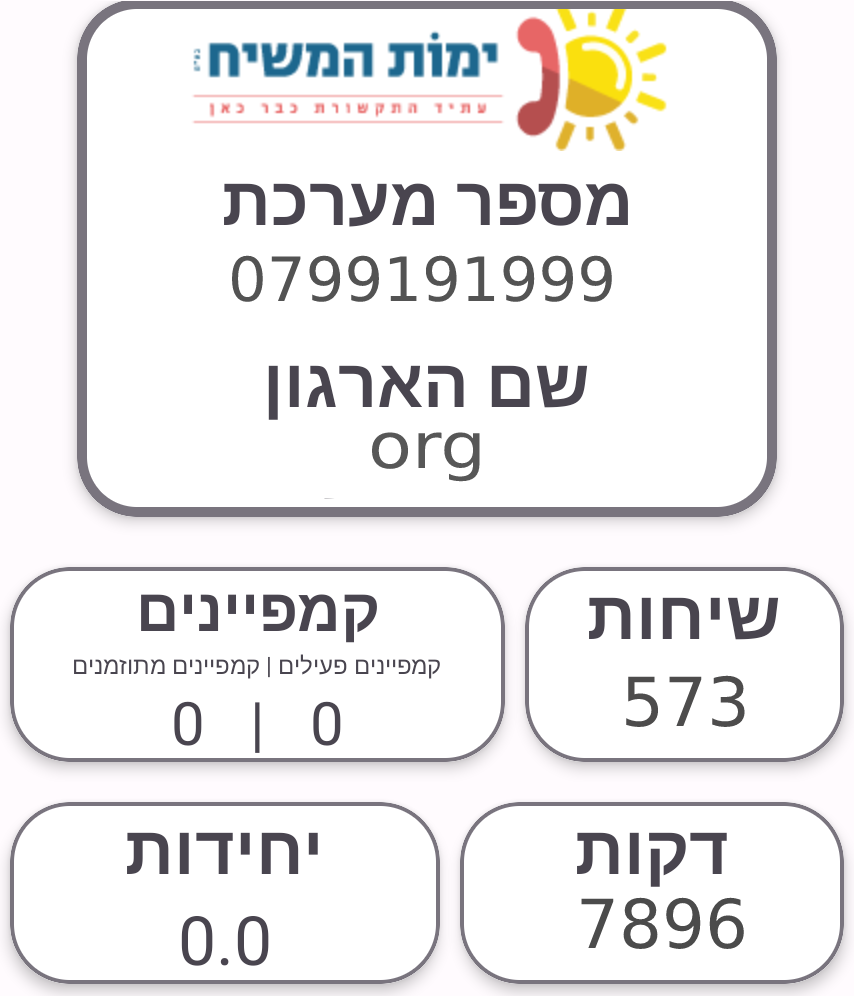 ימות המשיח
עתיד התקשורת כבר כאן
מספר מערכת
0799191999
שם הארגון
org
שיחות
573
קמפיינים
קמפיינים פעילים | קמפיינים מתוזמנים
0 | 0
דקות
7896
יחידות
0.0